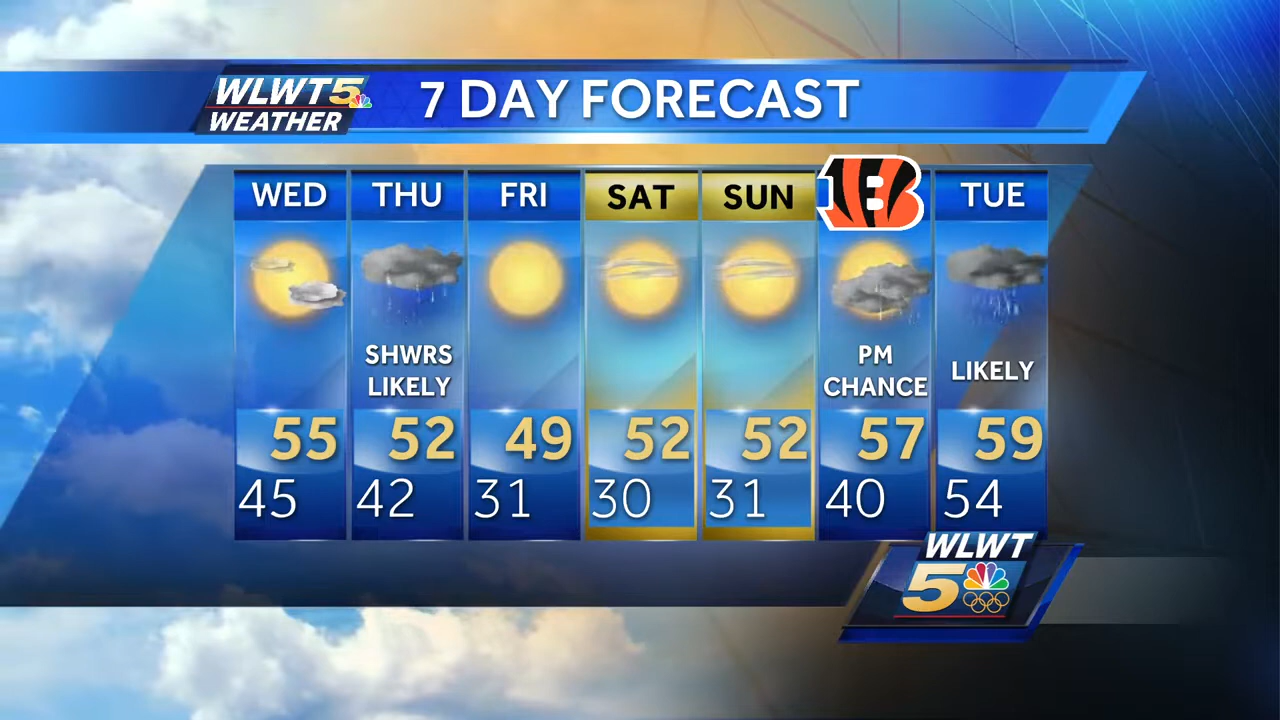 WLWT5
WEATHER
7 DAY FORECAST
WED THU FRI SAT SUN B TUE
SHWRS
LIKELY
PM
CHANCE
LIKELY
55 52 49 52 52 57 59
45 42 31 30 31 40 54
WLWT
5